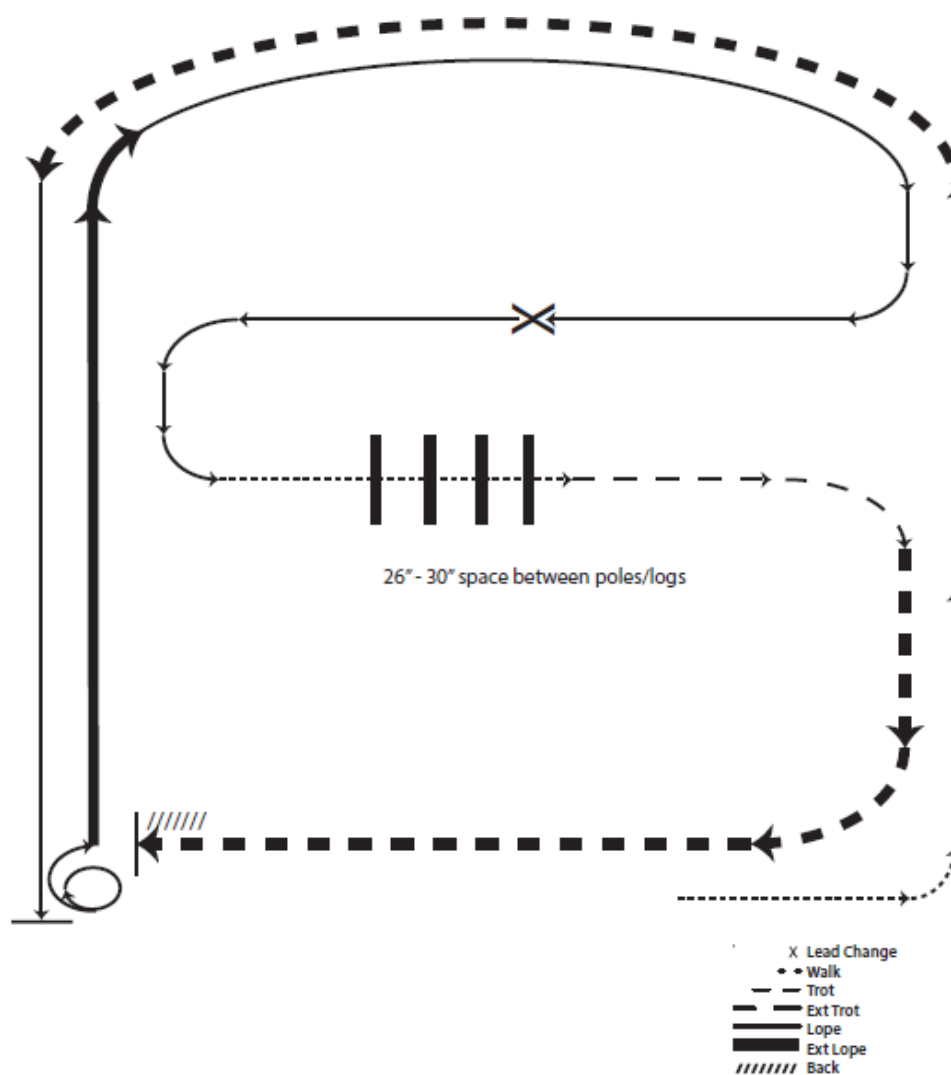 26" - 30" space between poles/logs
X Lead Change
Walk
Trot
Ext Trot
Lope
Ext Lope
Back